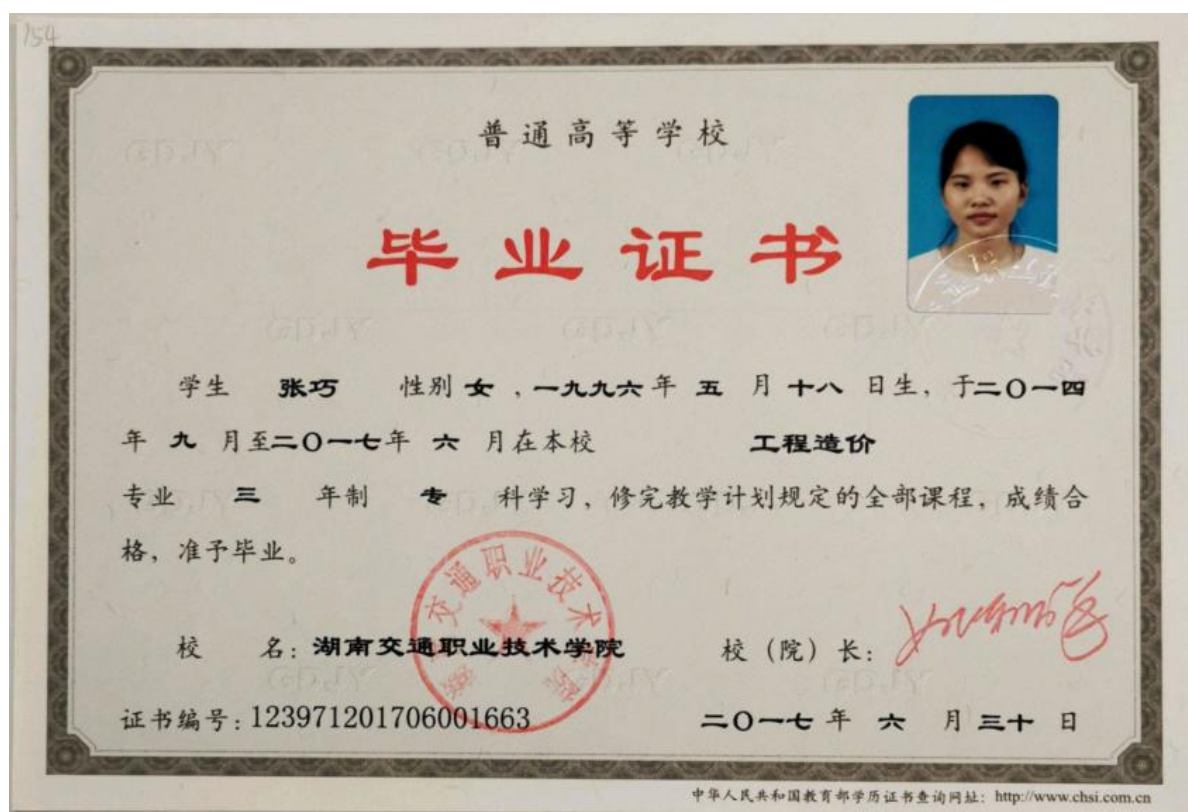 154
普通高等学校
毕业证书
学生 张巧 性别 女 ，一九九六 年 五 月 十八 日生，于二〇一四
年 九 月至二〇一七年 六 月在本校 工程造价
专业 三 年制 专 科学习，修完教学计划规定的全部课程，成绩合
格，准予毕业。
交通职业技术
校 名：湖南交通职业技术学院 校（院）长：
证书编号：123971201706001663 二〇一七 年 六 月 三十 日
中华人民共和国教育部学历证书查询网址：http://www.chsi.com.cn